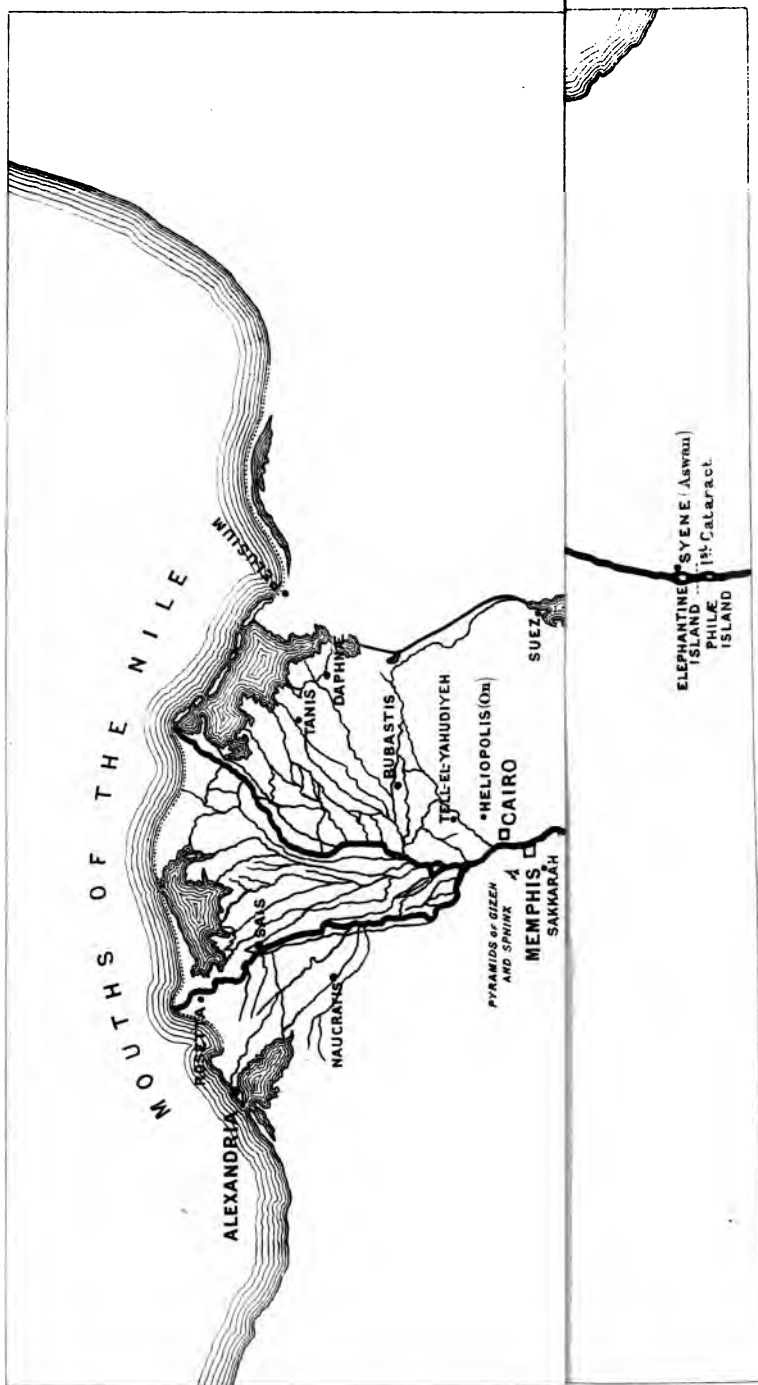 MOUTHS OF THE NILE
ALEXANDRIA
ROSETTA
SAIS
NAUCRATIS
PELUSIUM
TANIS
DAPHNÆ
BUBASTIS
TELL-EL-YAHUDIYEH
HELIOPOLIS (On)
CAIRO
PYRAMIDS OF GIZEH
AND SPHINX
MEMPHIS
SAKKARAH
SUEZ
ELEPHANTINE
ISLAND
SYENE (Aswan)
1st Cataract
PHILÆ
ISLAND